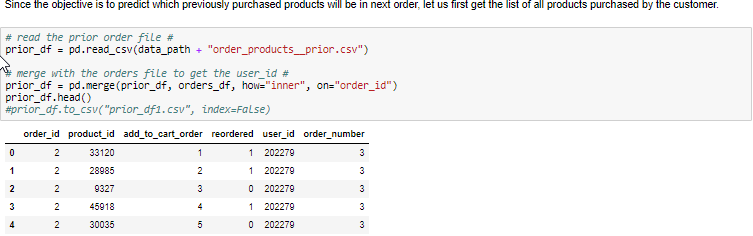 Since the objective is to predict which previously purchased products will be in next order, let us first get the list of all products purchased by the customer.
# read the prior order file #
prior_df = pd.read_csv(data_path + "order_products__prior.csv")
# merge with the orders file to get the user_id #
prior_df = pd.merge(prior_df, orders_df, how="inner", on="order_id")
prior_df.head()
#prior_df.to_csv("prior_df1.csv", index=False)
order_id product_id add_to_cart_order reordered user_id order_number
0 2 33120 1 1 202279 3
1 2 28985 2 1 202279 3
2 2 9327 3 0 202279 3
3 2 45918 4 1 202279 3
4 2 30035 5 0 202279 3